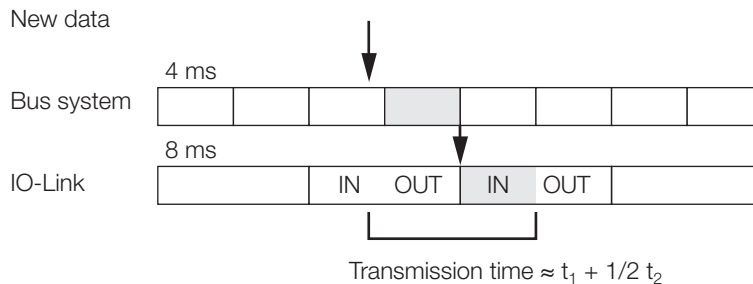 New data
4 ms
Bus system
8 ms
IO-Link IN OUT IN OUT
Transmission time ≈ t₁ + 1/2 t₂